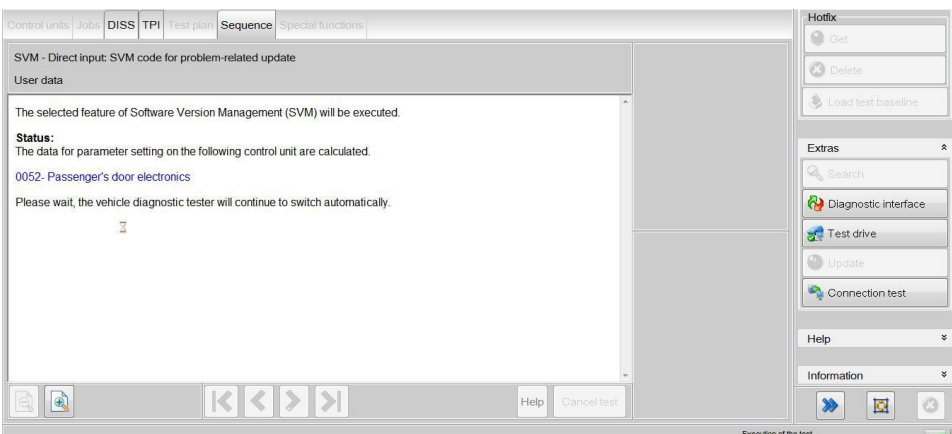 Control units Jobs DISS TPI Test plan Sequence Special functions
SVM - Direct input: SVM code for problem-related update
User data
The selected feature of Software Version Management (SVM) will be executed.
Status:
The data for parameter setting on the following control unit are calculated.
0052- Passenger's door electronics
Please wait, the vehicle diagnostic tester will continue to switch automatically.
Help Cancel test
Hotfix
Get
Delete
Load test baseline
Extras
Search
Diagnostic interface
Test drive
Update
Connection test
Help
Information
Execution of the test